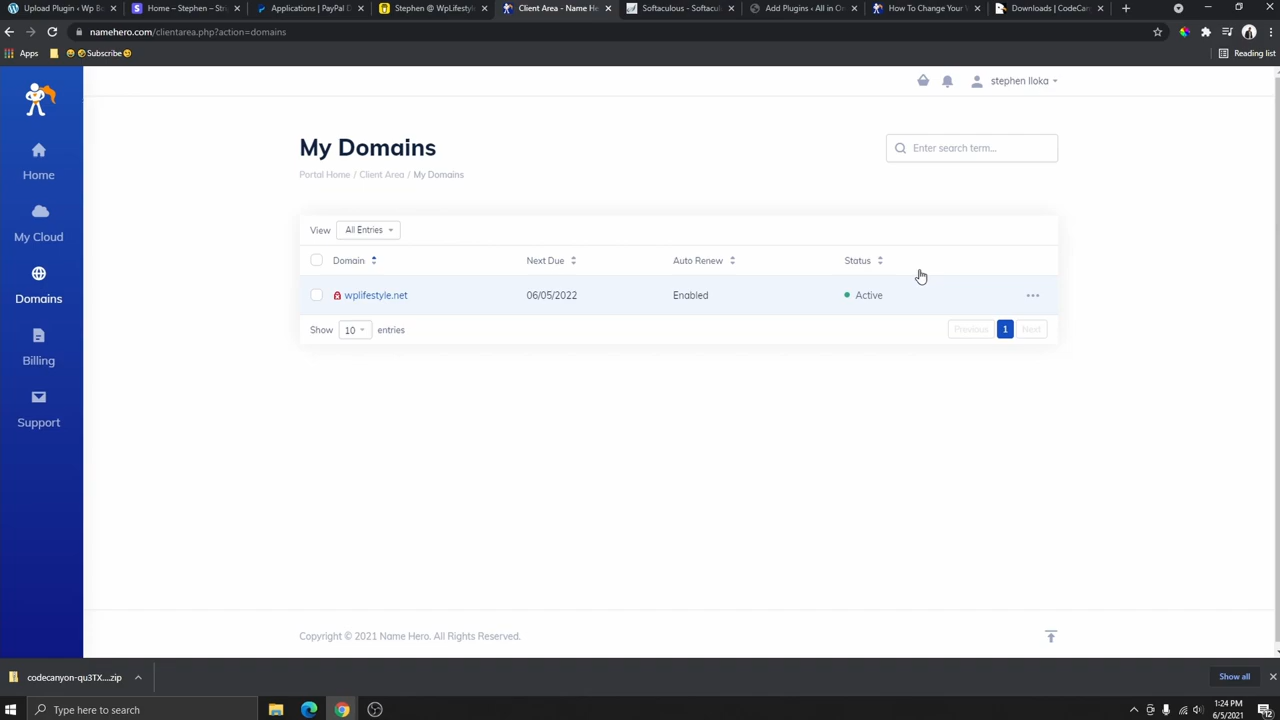 Upload Plugin ‹ Wp Bo
Home – Stephen – Str
Applications | PayPal D
Stephen @ WpLifestyle
Client Area - Name He
Softaculous - Softacu
Add Plugins ‹ All in On
How To Change Your W
Downloads | CodeCan
namehero.com/clientarea.php?action=domains
Apps
😀😀Subscribe😀
Reading list
stephen Iloka
Home
My Cloud
Domains
Billing
Support
My Domains
Enter search term...
Portal Home / Client Area / My Domains
View All Entries
Domain Next Due Auto Renew Status
wplifestyle.net 06/05/2022 Enabled Active
Show 10 entries Previous 1 Next
Copyright © 2021 Name Hero. All Rights Reserved.
codecanyon-qu3TX....zip
Show all
Type here to search
1:24 PM
6/5/2021